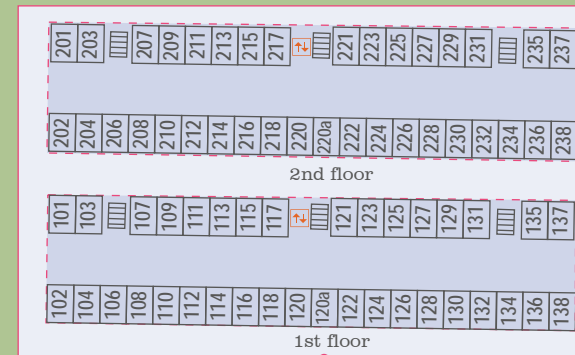 201 203 207 209 211 213 215 217 221 223 225 227 229 231 235 237
202 204 206 208 210 212 214 216 218 220 220a 222 224 226 228 230 232 234 236 238
2nd floor
101 103 107 109 111 113 115 117 121 123 125 127 129 131 135 137
102 104 106 108 110 112 114 116 118 120 120a 122 124 126 128 130 132 134 136 138
1st floor